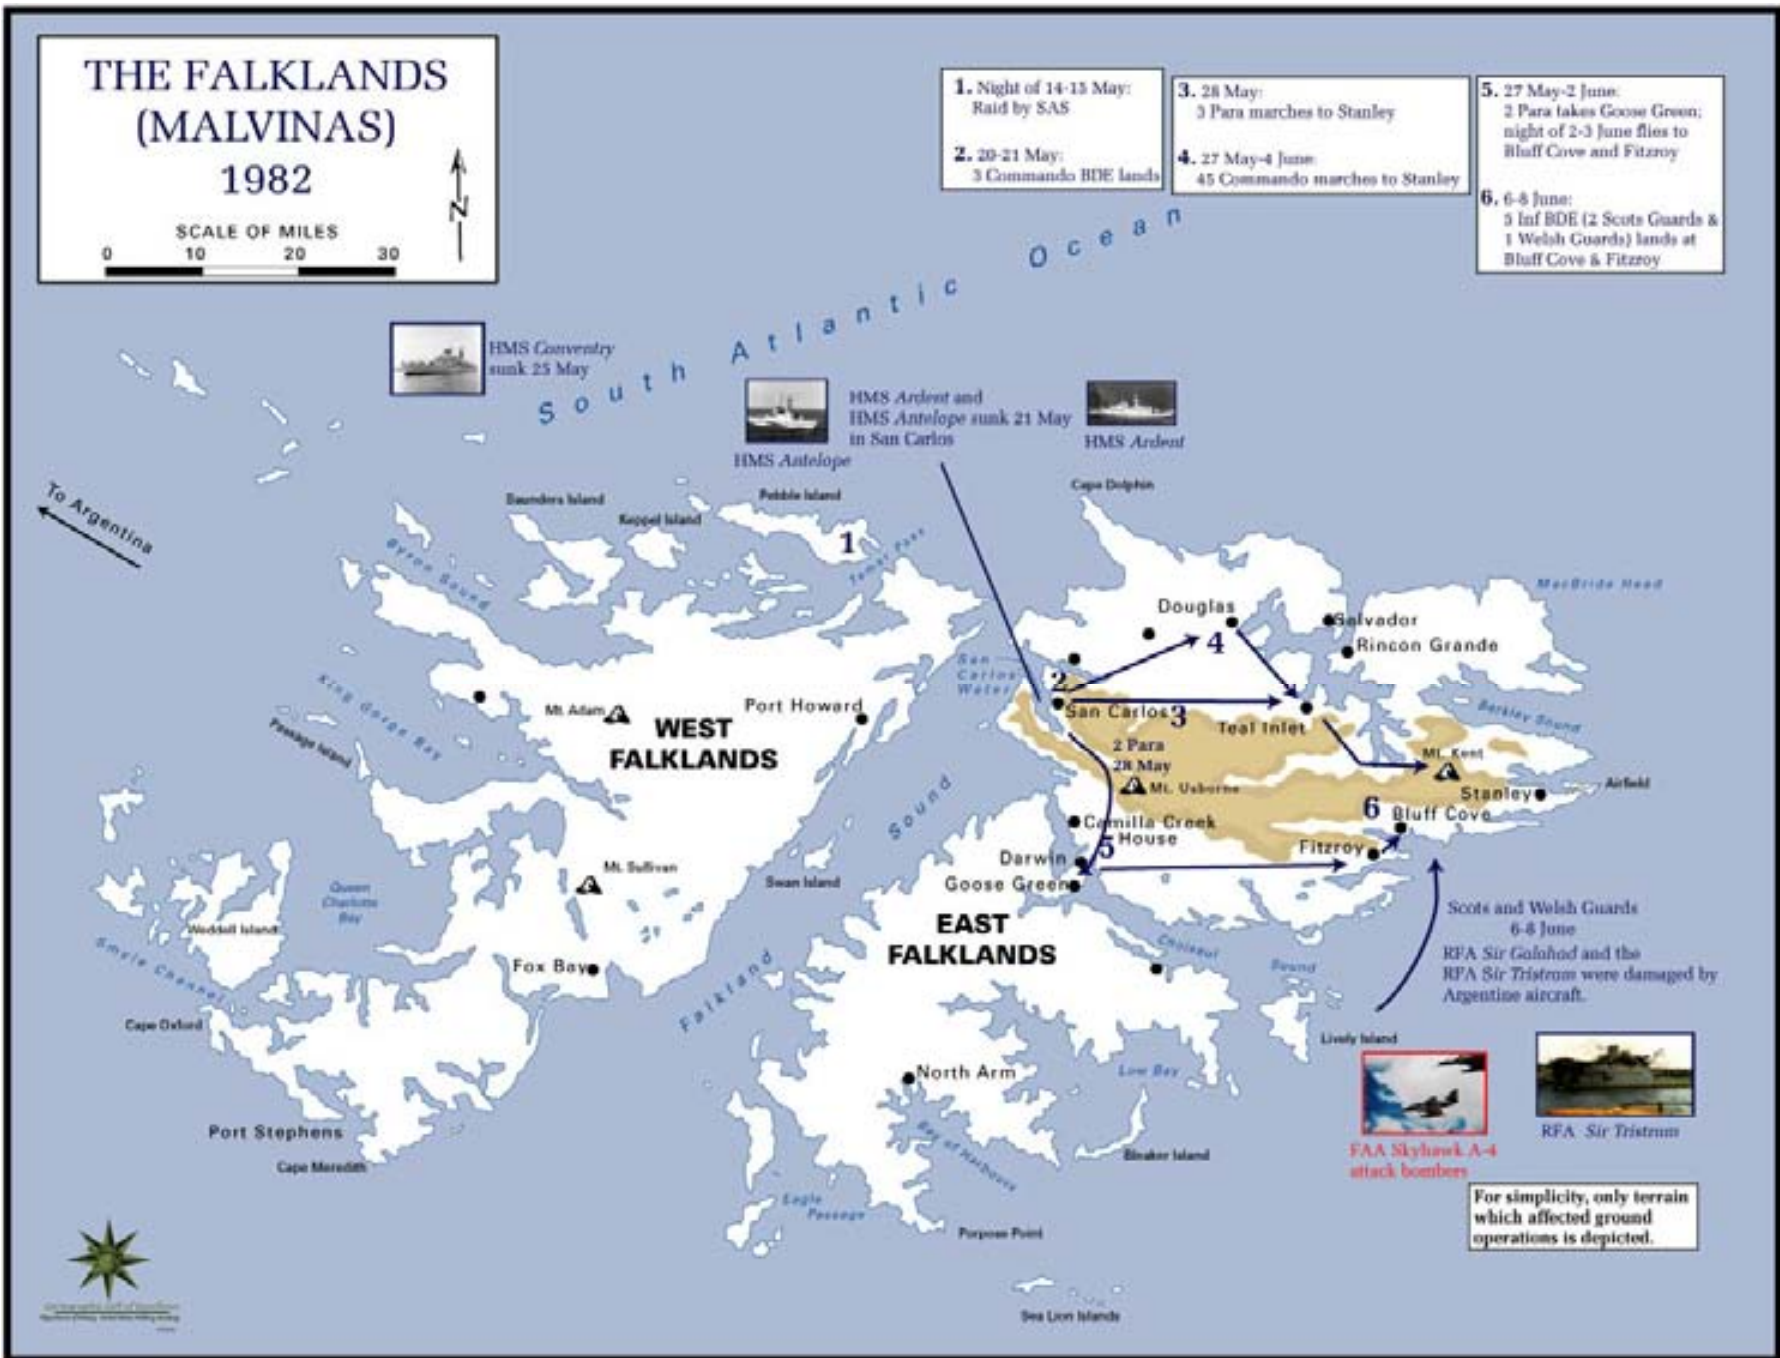 THE FALKLANDS
(MALVINAS)
1982
SCALE OF MILES
0 10 20 30
N
1. Night of 14-15 May:
Raid by SAS
2. 20-21 May:
3 Commando BDE lands
3. 28 May:
3 Para marches to Stanley
4. 27 May-4 June:
45 Commando marches to Stanley
5. 27 May-2 June:
2 Para takes Goose Green;
night of 2-3 June flies to
Bluff Cove and Fitzroy
6. 6-8 June:
5 Inf BDE (2 Scots Guards &
1 Welsh Guards) lands at
Bluff Cove & Fitzroy
South Atlantic Ocean
HMS Conventry
sunk 25 May
HMS Antelope
HMS Ardent and
HMS Antelope sunk 21 May
in San Carlos
HMS Ardent
To Argentina
Saunders Island
Keppel Island
Pebble Island
1
Tamar Pass
Cape Dolphin
Byron Sound
MacBride Head
Douglas
4
Salvador
Rincon Grande
San
Carlos
Water
2
San Carlos
3
Teal Inlet
Berkley Sound
King George Bay
Passage Island
Mt. Adam
Port Howard
WEST
FALKLANDS
2 Para
28 May
Mt. Usborne
Mt. Kent
Stanley
Airfield
6
Bluff Cove
Camilla Creek
House
5
Fitzroy
Darwin
Goose Green
Falkland Sound
Swan Island
Mt. Sullivan
Queen
Charlotte
Bay
Weddell Island
Smyle Channel
Fox Bay
EAST
FALKLANDS
Choiseul Sound
Scots and Welsh Guards
6-8 June
RFA Sir Galahad and the
RFA Sir Tristram were damaged by
Argentine aircraft.
Cape Oxford
Lively Island
North Arm
Low Bay
Port Stephens
Cape Meredith
Bay of Harbours
Bleaker Island
Eagle
Passage
Porpose Point
Sea Lion Islands
FAA Skyhawk A-4
attack bombers
RFA Sir Tristram
For simplicity, only terrain
which affected ground
operations is depicted.